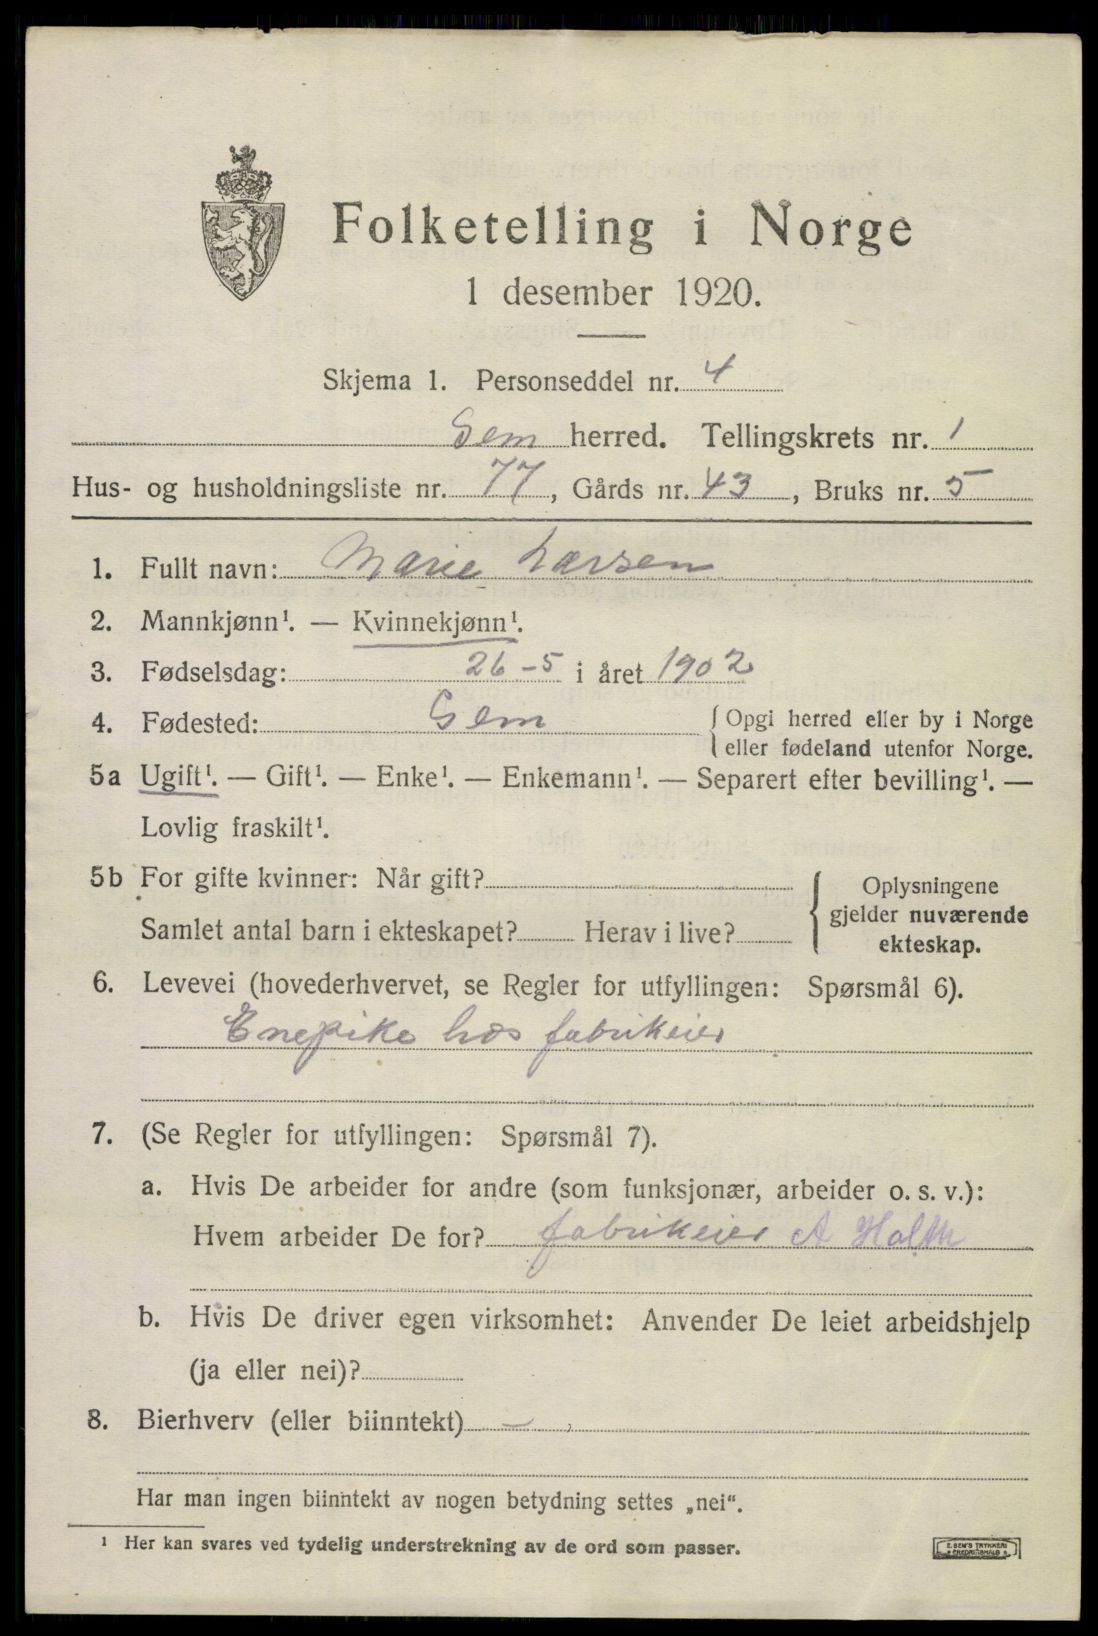 Folketelling i Norge
1 desember 1920.
Skjema 1. Personseddel nr. 4
Sem herred. Tellingskrets nr. 1
Hus- og husholdningsliste nr. 77, Gårds nr. 43, Bruks nr. 5
1. Fullt navn: Marie Larsen
2. Mannkjønn¹. — Kvinnekjønn¹.
3. Fødselsdag: 26-5 i året 1902
4. Fødested: Sem {Opgi herred eller by i Norge
eller fødeland utenfor Norge.
5a Ugift¹. — Gift¹. — Enke¹. — Enkemann¹. — Separert efter bevilling¹. —
Lovlig fraskilt¹.
5b For gifte kvinner: Når gift?
Samlet antal barn i ekteskapet? Herav i live?
{Oplysningene
gjelder nuværende
ekteskap.
6. Levevei (hovederhvervet, se Regler for utfyllingen: Spørsmål 6).
Enepike hos fabrikeier
7. (Se Regler for utfyllingen: Spørsmål 7).
a. Hvis De arbeider for andre (som funksjonær, arbeider o. s. v.):
Hvem arbeider De for? fabrikeier A Holth
b. Hvis De driver egen virksomhet: Anvender De leiet arbeidshjelp
(ja eller nei)?
8. Bierhverv (eller biinntekt) —
Har man ingen biinntekt av nogen betydning settes „nei“.
¹ Her kan svares ved tydelig understrekning av de ord som passer.
E. SEM'S TRYKKERI
FREDRIKSHALD